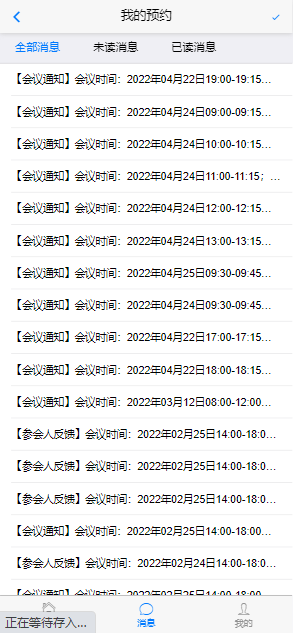 我的预约
全部消息 未读消息 已读消息
【会议通知】会议时间：2022年04月22日19:00-19:15...
【会议通知】会议时间：2022年04月24日09:00-09:15...
【会议通知】会议时间：2022年04月24日10:00-10:15...
【会议通知】会议时间：2022年04月24日11:00-11:15；...
【会议通知】会议时间：2022年04月24日12:00-12:15...
【会议通知】会议时间：2022年04月24日13:00-13:15...
【会议通知】会议时间：2022年04月25日09:30-09:45...
【会议通知】会议时间：2022年04月24日09:30-09:45...
【会议通知】会议时间：2022年04月22日17:00-17:15...
【会议通知】会议时间：2022年04月22日18:00-18:15...
【会议通知】会议时间：2022年03月12日08:00-12:00...
【参会人反馈】会议时间：2022年02月25日14:00-18:0...
【参会人反馈】会议时间：2022年02月25日14:00-18:0...
【参会人反馈】会议时间：2022年02月25日14:00-18:0...
【会议通知】会议时间：2022年02月25日14:00-18:00...
【参会人反馈】会议时间：2022年02月24日14:00-18:0...
【会议通知】会议时间：2022年02月25日14:00-18:00...
正在等待存入... 消息 我的